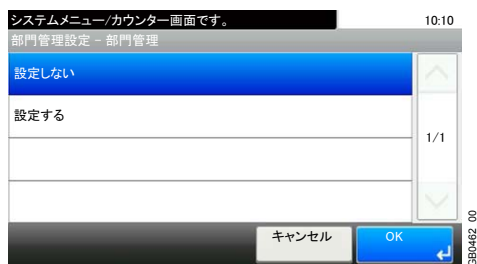 システムメニュー/カウンター画面です。 10:10
部門管理設定 - 部門管理
設定しない
設定する
1/1
キャンセル OK
GB0462 00